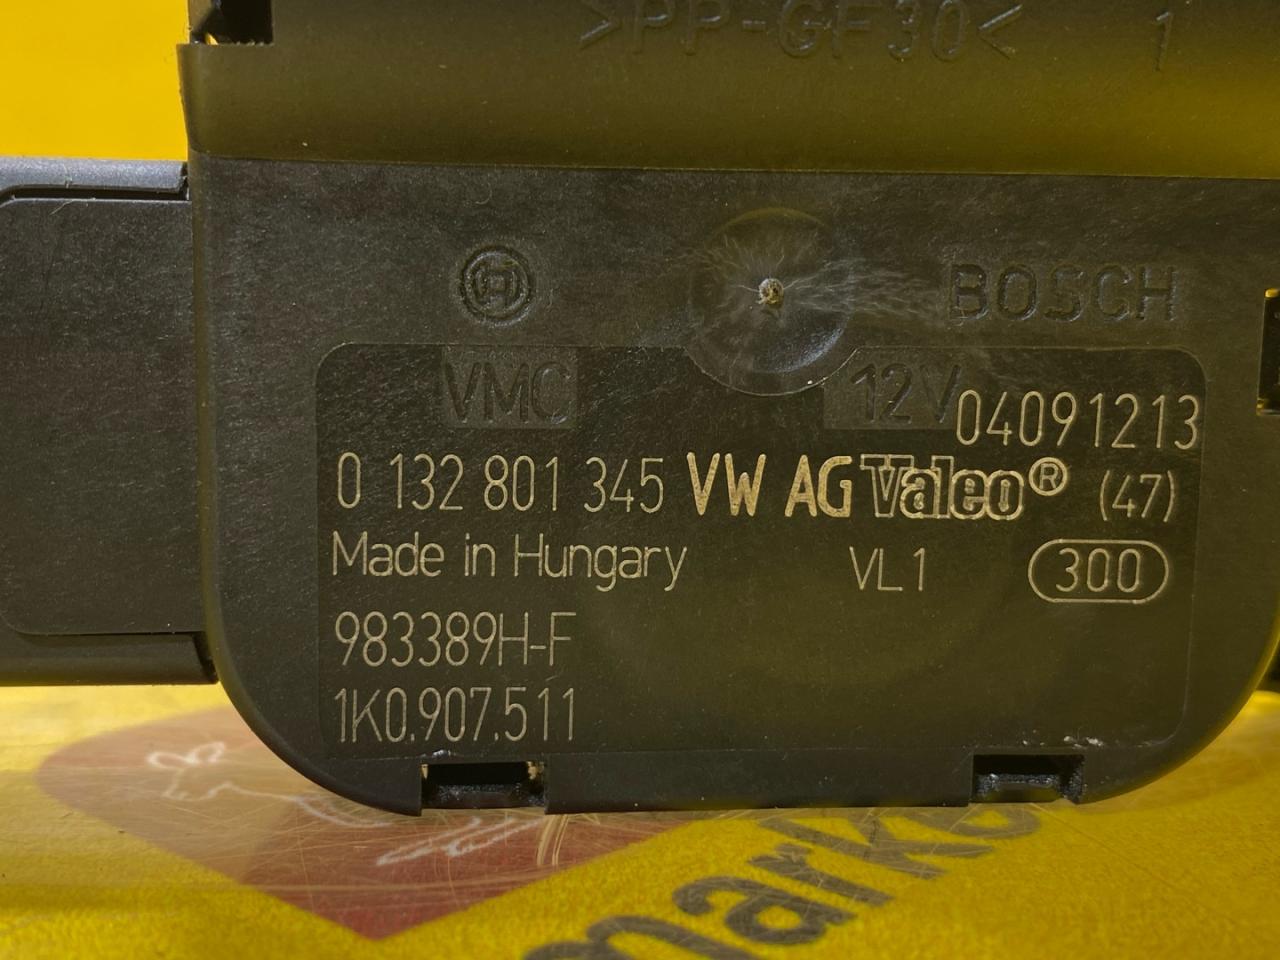 >PP-GF30< 1
BOSCH
VMC 12V
04091213
0 132 801 345 VW AG Valeo® (47)
Made in Hungary VL1 300
983389H-F
1K0.907.511
marke